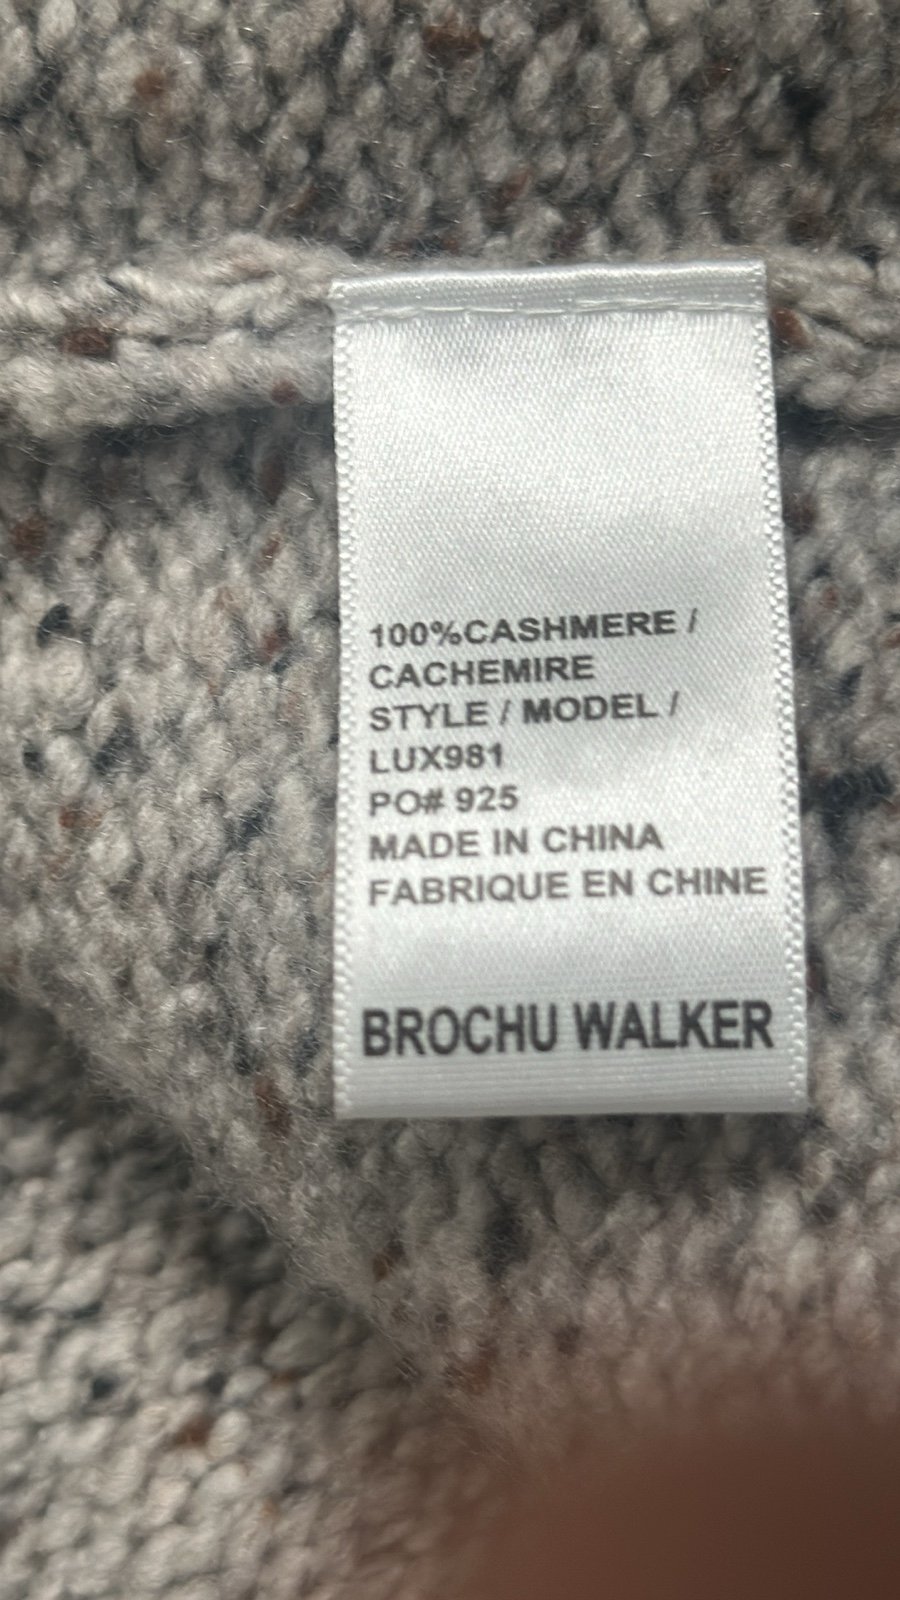 100%CASHMERE /
CACHEMIRE
STYLE / MODEL /
LUX981
PO# 925
MADE IN CHINA
FABRIQUE EN CHINE
BROCHU WALKER